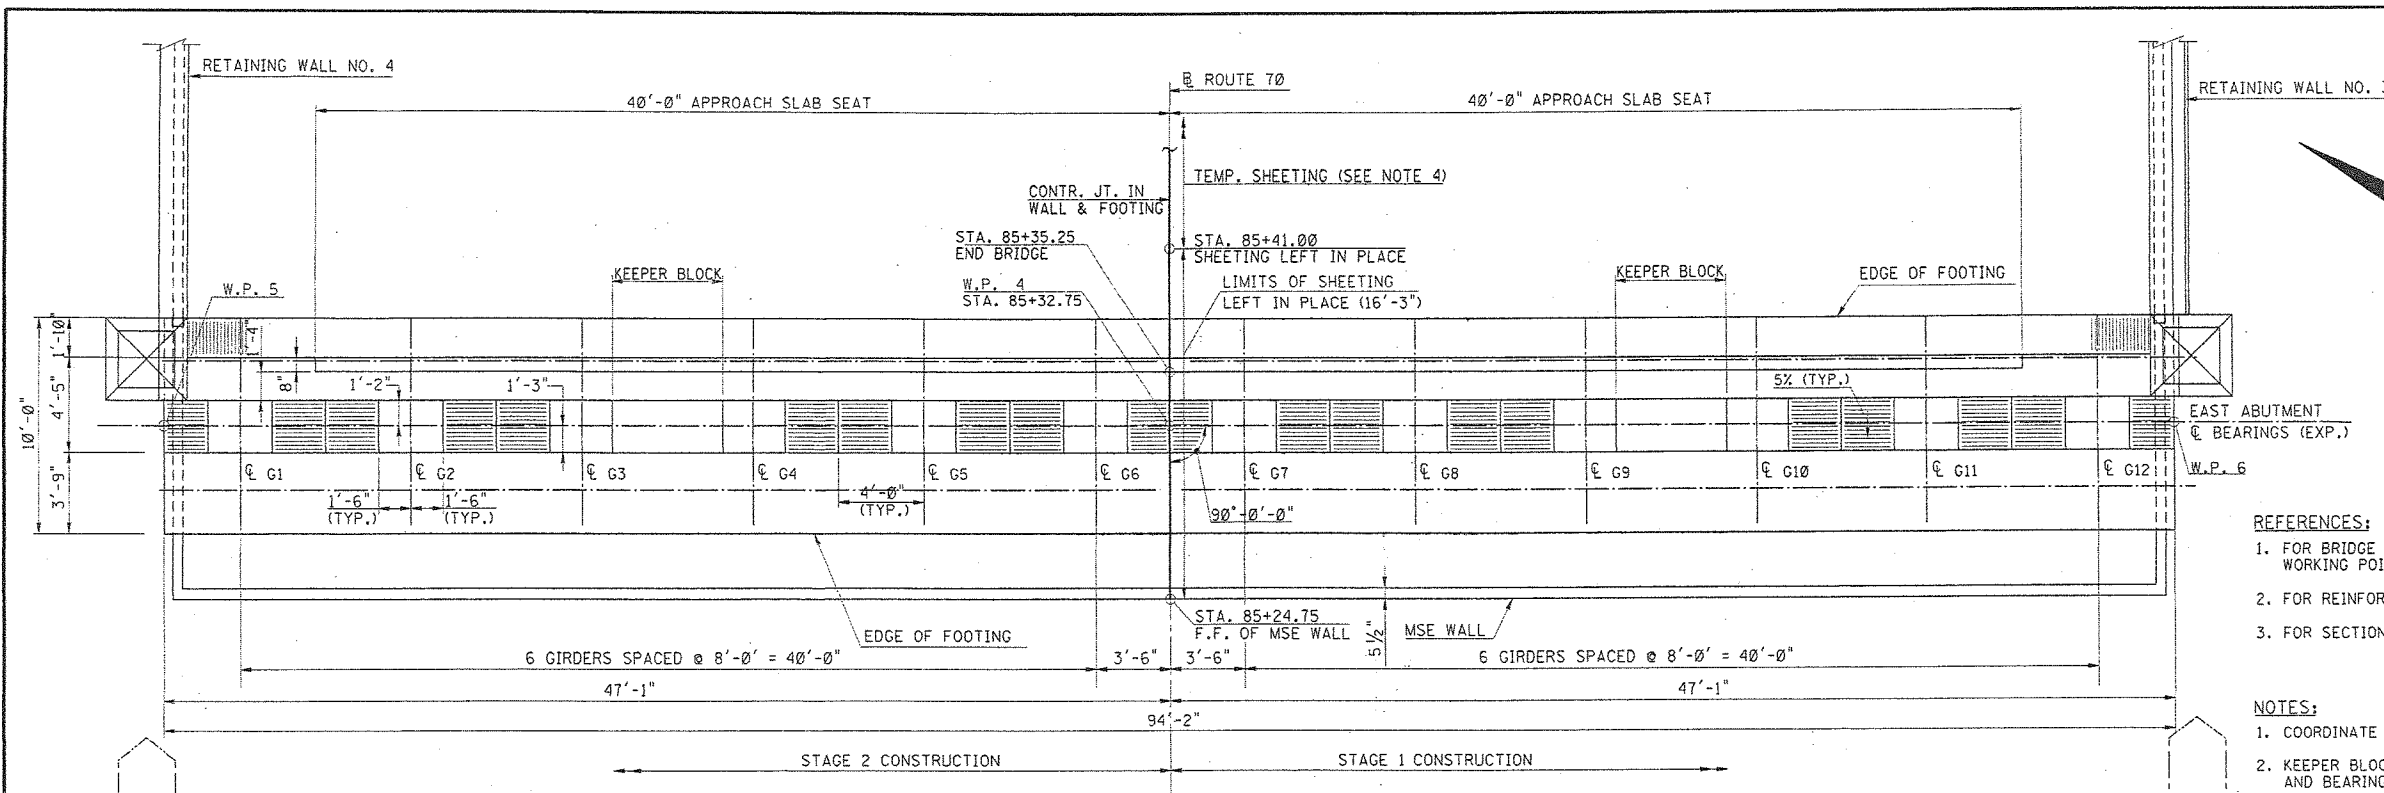 RETAINING WALL NO. 4
℄ ROUTE 70
RETAINING WALL NO. 3
40'-0" APPROACH SLAB SEAT
40'-0" APPROACH SLAB SEAT
TEMP. SHEETING (SEE NOTE 4)
CONTR. JT. IN
WALL & FOOTING
STA. 85+35.25
END BRIDGE
STA. 85+41.00
SHEETING LEFT IN PLACE
W.P. 5
KEEPER BLOCK
W.P. 4
STA. 85+32.75
LIMITS OF SHEETING
LEFT IN PLACE (16'-3")
KEEPER BLOCK
EDGE OF FOOTING
1'-10"
1'-4"
8"
4'-5"
10'-0"
3'-9"
1'-2"
1'-3"
5% (TYP.)
EAST ABUTMENT
℄ BEARINGS (EXP.)
W.P. 6
℄ G1
℄ G2
℄ G3
℄ G4
℄ G5
℄ G6
℄ G7
℄ G8
℄ G9
℄ G10
℄ G11
℄ G12
1'-6"
(TYP.)
1'-6"
(TYP.)
4'-0"
(TYP.)
90°-0'-0"
REFERENCES:
1. FOR BRIDGE
WORKING POI
2. FOR REINFOR
3. FOR SECTION
EDGE OF FOOTING
STA. 85+24.75
F.F. OF MSE WALL
5½"
MSE WALL
6 GIRDERS SPACED @ 8'-0' = 40'-0"
3'-6"
3'-6"
6 GIRDERS SPACED @ 8'-0' = 40'-0"
47'-1"
47'-1"
94'-2"
STAGE 2 CONSTRUCTION
STAGE 1 CONSTRUCTION
NOTES:
1. COORDINATE
2. KEEPER BLOC
AND BEARING